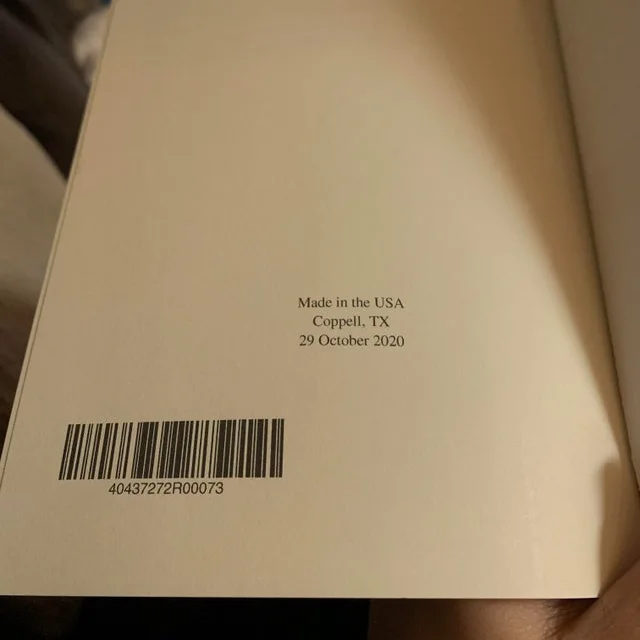 Made in the USA
Coppell, TX
29 October 2020
40437272R00073